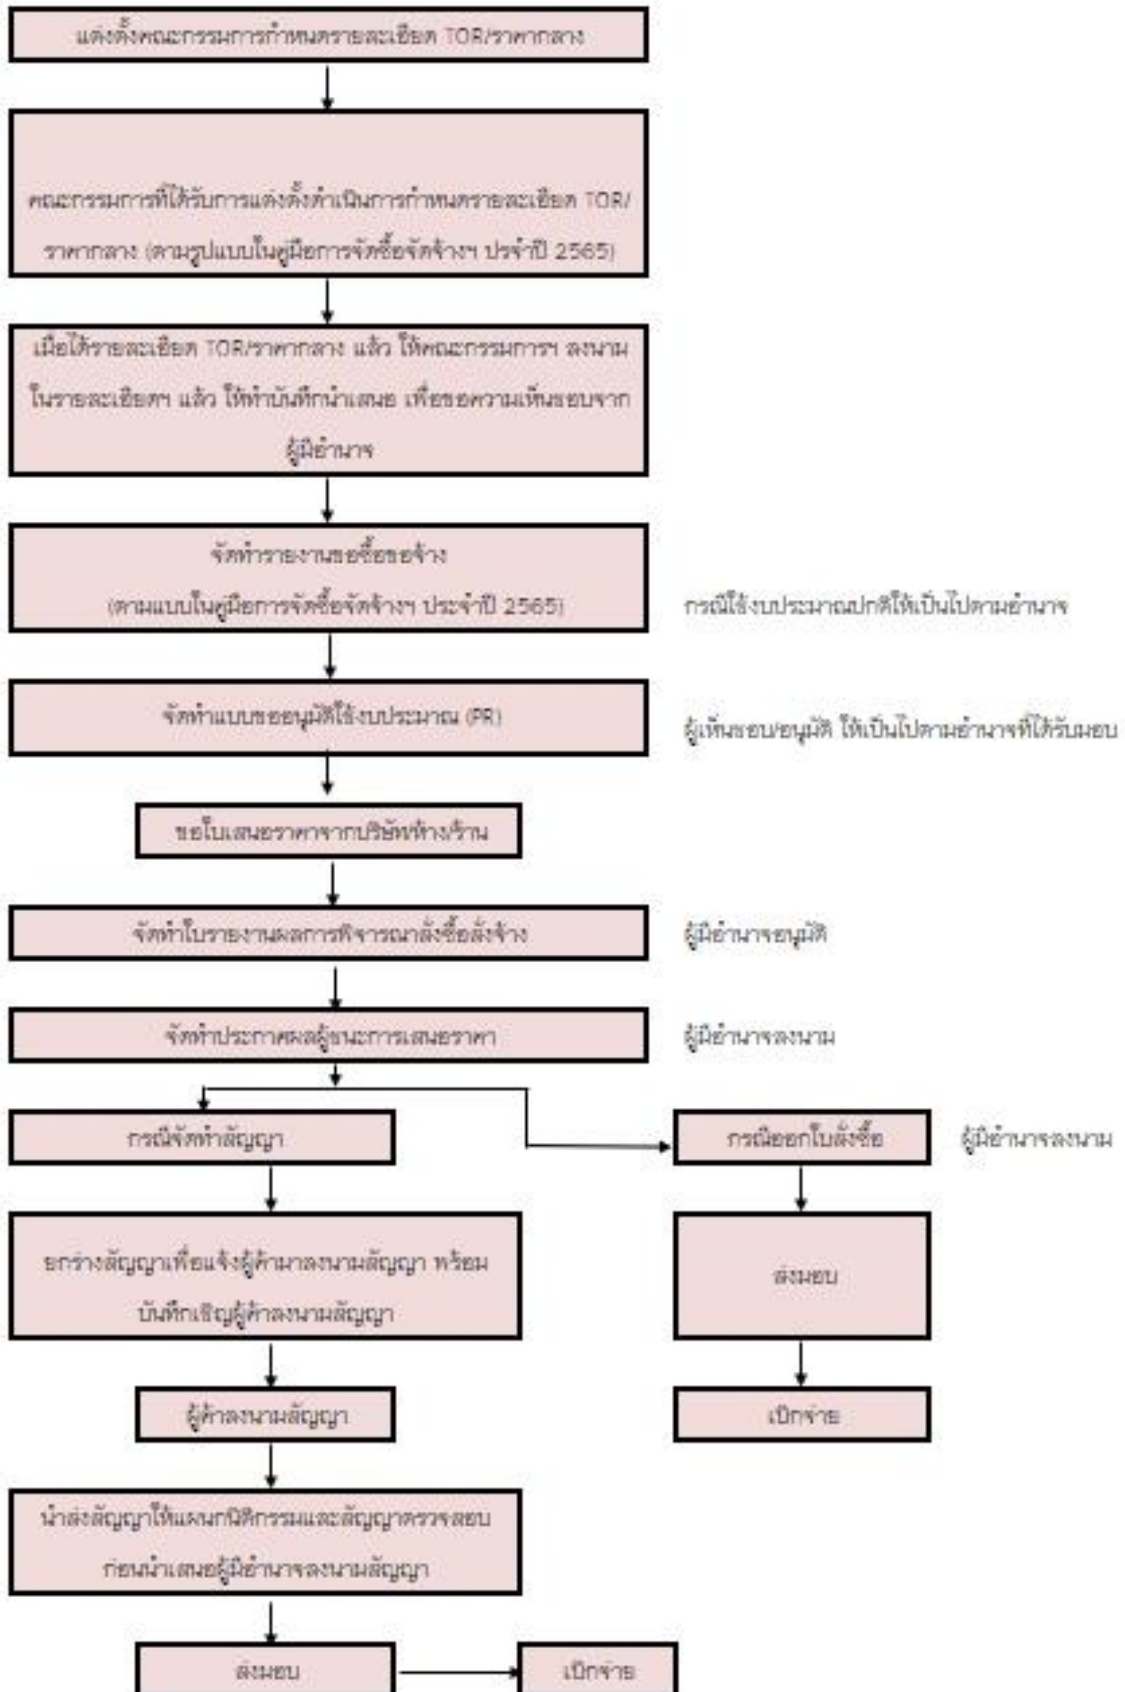 แต่งตั้งคณะกรรมการกำหนดรายละเอียด TOR/ราคากลาง
คณะกรรมการที่ได้รับการแต่งตั้งดำเนินการกำหนดรายละเอียด TOR/
ราคากลาง (ตามรูปแบบในคู่มือการจัดซื้อจัดจ้างฯ ปรจำปี 2565)
เมื่อได้รายละเอียด TOR/ราคากลาง แล้ว ให้คณะกรรมการฯ ลงนาม
ในรายละเอียดฯ แล้ว ให้ทำบันทึกนำเสนอ เพื่อขอความเห็นชอบจาก
ผู้มีอำนาจ
จัดทำรายงานขอซื้อขอจ้าง
(ตามแบบในคู่มือการจัดซื้อจัดจ้างฯ ประจำปี 2565)
กรณีใช้งบประมาณปกติให้เป็นไปตามอำนาจ
จัดทำแบบขออนุมัติใช้งบประมาณ (PR)
ผู้เห็นชอบ/อนุมัติ ให้เป็นไปตามอำนาจที่ได้รับมอบ
ขอใบเสนอราคาจากบริษัท/ห้าง/ร้าน
จัดทำใบรายงานผลการพิจารณาสั่งซื้อสั่งจ้าง
ผู้มีอำนาจอนุมัติ
จัดทำประกาศผลผู้ชนะการเสนอราคา
ผู้มีอำนาจลงนาม
กรณีจัดทำสัญญา
กรณีออกใบสั่งซื้อ
ผู้มีอำนาจลงนาม
ยกร่างสัญญาเพื่อแจ้งผู้ค้ามาลงนามสัญญา พร้อม
บันทึกเชิญผู้ค้าลงนามสัญญา
ส่งมอบ
ผู้ค้าลงนามสัญญา
เบิกจ่าย
นำส่งสัญญาให้แผนกนิติกรรมและสัญญาตรวจสอบ
ก่อนนำเสนอผู้มีอำนาจลงนามสัญญา
ส่งมอบ
เบิกจ่าย